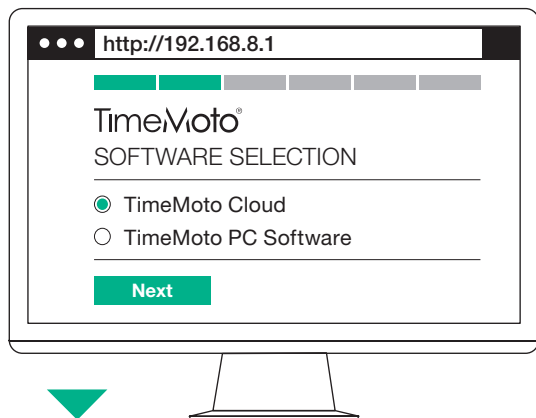 http://192.168.8.1
TimeMoto®
SOFTWARE SELECTION
TimeMoto Cloud
TimeMoto PC Software
Next